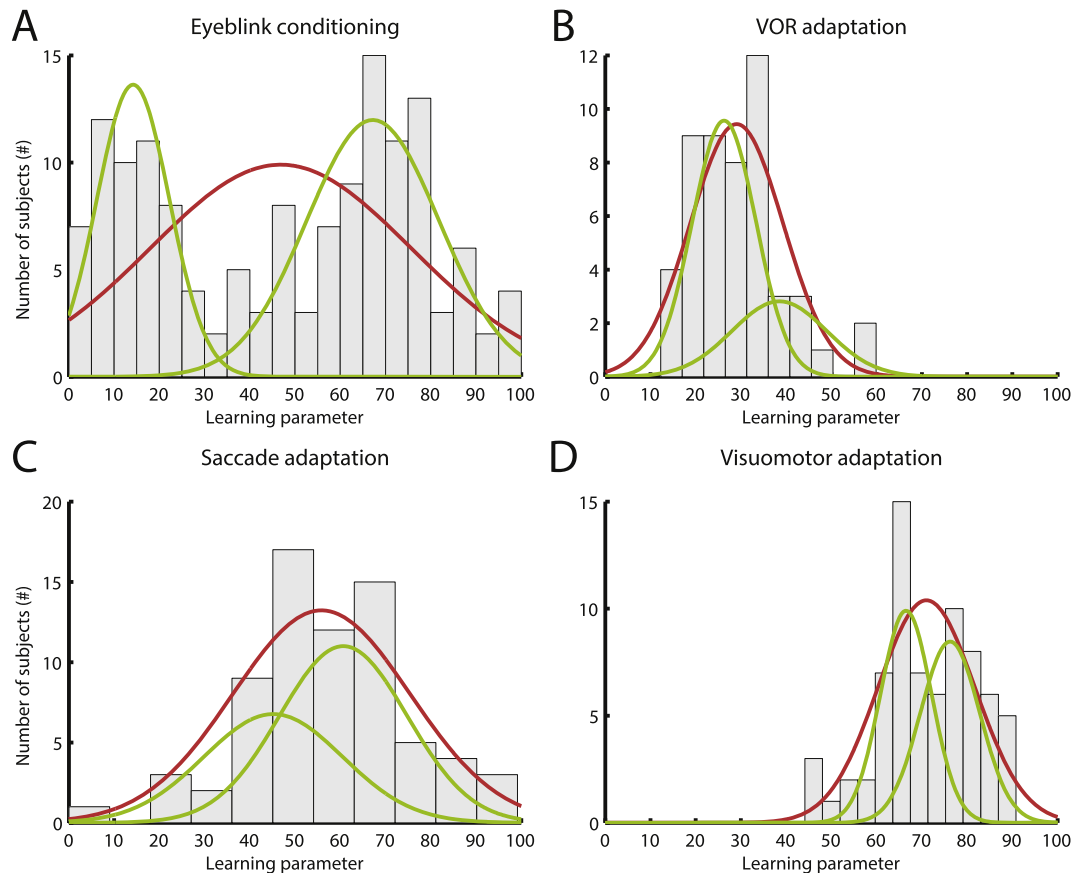 A
Eyeblink conditioning
15
10
5
0
Number of subjects (#)
0 10 20 30 40 50 60 70 80 90 100
Learning parameter
B
VOR adaptation
12
10
8
6
4
2
0
0 10 20 30 40 50 60 70 80 90 100
Learning parameter
C
Saccade adaptation
20
15
10
5
0
Number of subjects (#)
0 10 20 30 40 50 60 70 80 90 100
Learning parameter
D
Visuomotor adaptation
15
10
5
0
0 10 20 30 40 50 60 70 80 90 100
Learning parameter